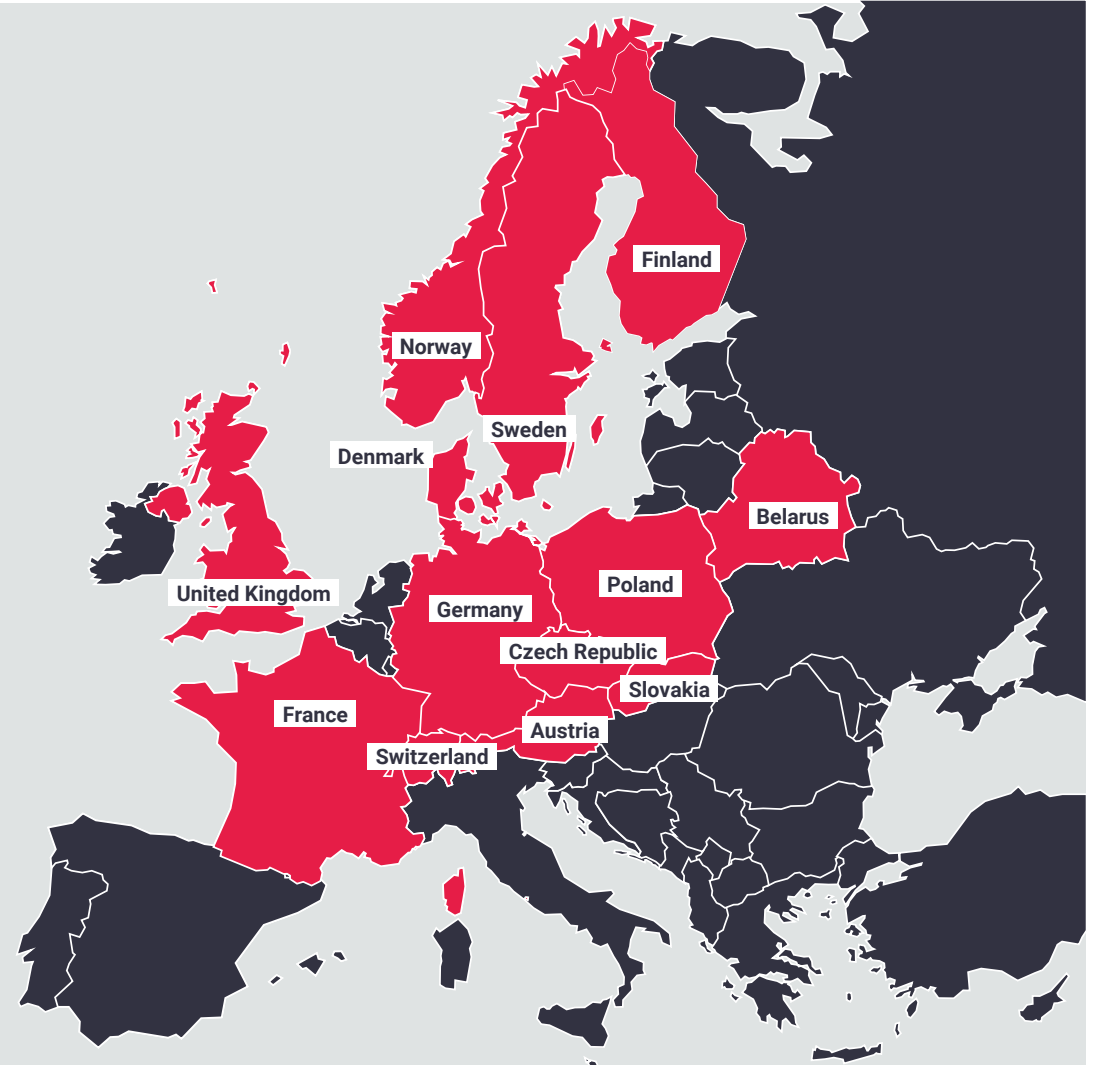 Finland
Norway
Sweden
Denmark
Belarus
Poland
United Kingdom
Germany
Czech Republic
Slovakia
France
Austria
Switzerland